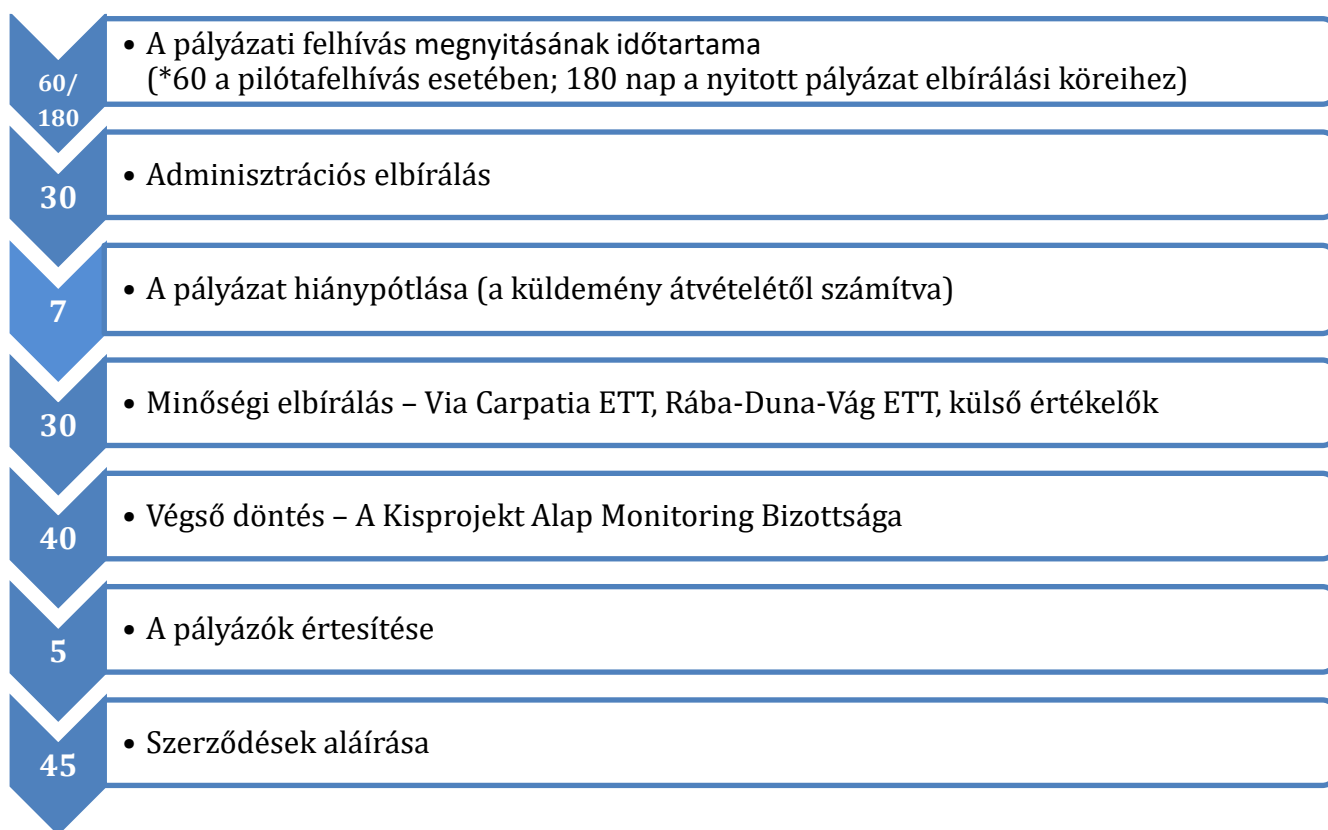 60/
180
• A pályázati felhívás megnyitásának időtartama
(*60 a pilótafelhívás esetében; 180 nap a nyitott pályázat elbírálási köreihez)
30
• Adminisztrációs elbírálás
7
• A pályázat hiánypótlása (a küldemény átvételétől számítva)
30
• Minőségi elbírálás – Via Carpatia ETT, Rába-Duna-Vág ETT, külső értékelők
40
• Végső döntés – A Kisprojekt Alap Monitoring Bizottsága
5
• A pályázók értesítése
45
• Szerződések aláírása